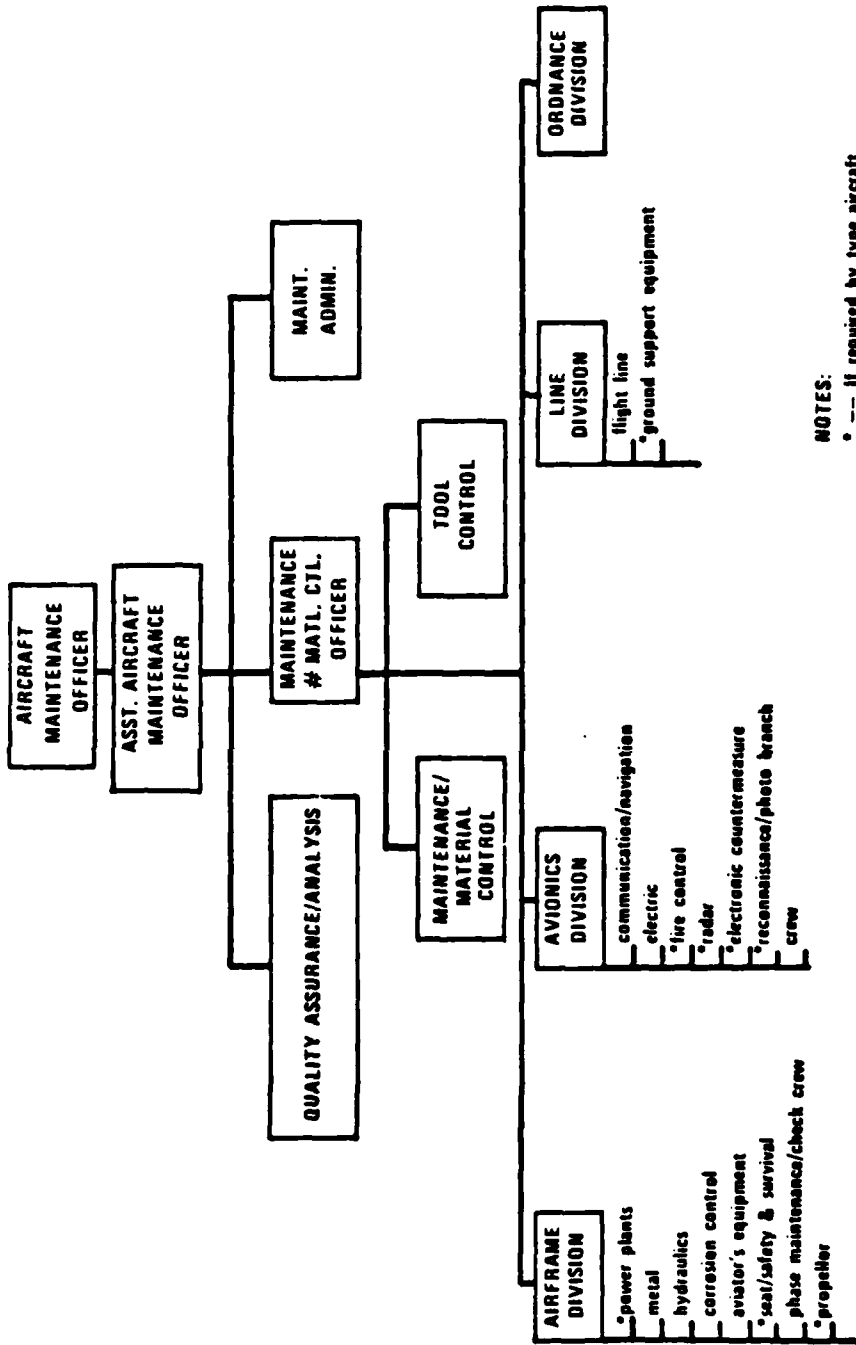 AIRCRAFT
MAINTENANCE
OFFICER
ASST. AIRCRAFT
MAINTENANCE
OFFICER
QUALITY ASSURANCE/ANALYSIS
MAINTENANCE
# MATL. CTL.
OFFICER
MAINT.
ADMIN.
MAINTENANCE/
MATERIAL
CONTROL
TOOL
CONTROL
AIRFRAME
DIVISION
*power plants
metal
hydraulics
corrosion control
aviator's equipment
*seat/safety & survival
phase maintenance/check crew
*propeller
AVIONICS
DIVISION
communication/navigation
electric
*fire control
*radar
*electronic countermeasure
*reconnaissance/photo branch
crew
LINE
DIVISION
flight line
*ground support equipment
ORDNANCE
DIVISION
NOTES:
* -- if required by type aircraft